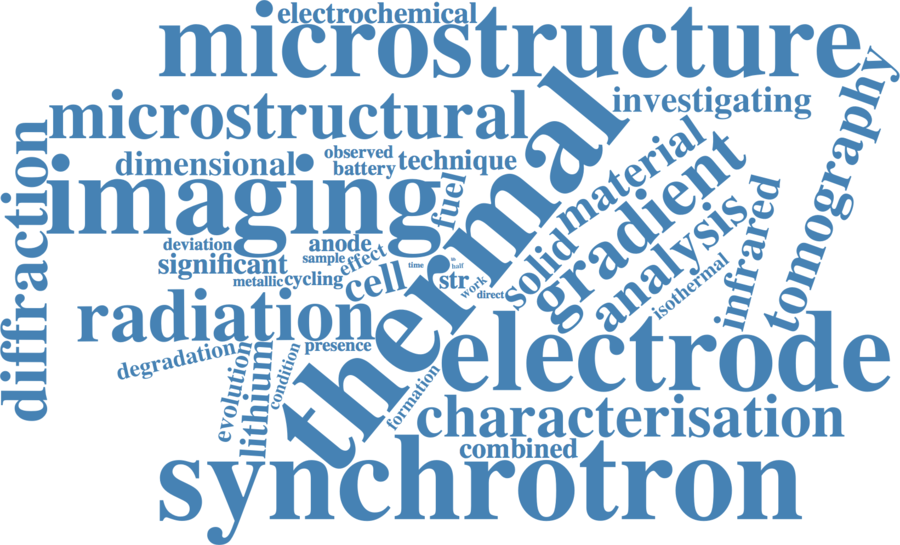 electrochemical
microstructure
microstructural
investigating
tomography
dimensional
observed
battery
technique
thermal
material
imaging
fuel
gradient
diffraction
deviation
anode
sample
effect
significant
metallic
cycling
cell
time
as
half
str
work
direct
solid
analysis
isothermal
infrared
radiation
presence
degradation
evolution
lithium
condition
formation
electrode
characterisation
combined
synchrotron